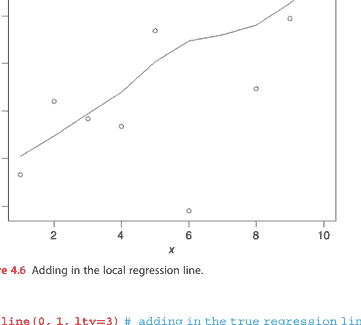 2 4 6 8 10
x
re 4.6 Adding in the local regression line.
line(0, 1, lty=3) # adding in the true regression lin